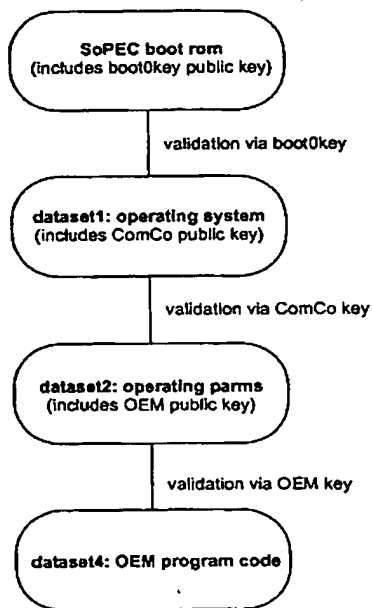 SoPEC boot rom
(includes boot0key public key)
validation via boot0key
dataset1: operating system
(includes ComCo public key)
validation via ComCo key
dataset2: operating parms
(includes OEM public key)
validation via OEM key
dataset4: OEM program code